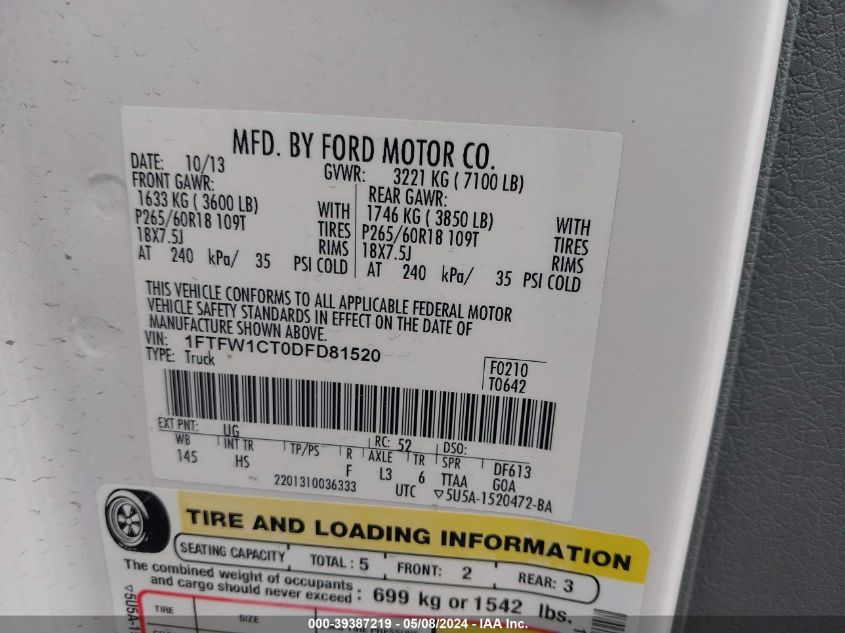 MFD. BY FORD MOTOR CO.
DATE: 10/13 GVWR: 3221 KG ( 7100 LB)
FRONT GAWR: REAR GAWR:
1633 KG ( 3600 LB) WITH 1746 KG ( 3850 LB) WITH
P265/60R18 109T TIRES P265/60R18 109T TIRES
18X7.5J RIMS 18X7.5J RIMS
AT 240 kPa/ 35 PSI COLD AT 240 kPa/ 35 PSI COLD
THIS VEHICLE CONFORMS TO ALL APPLICABLE FEDERAL MOTOR
VEHICLE SAFETY STANDARDS IN EFFECT ON THE DATE OF
MANUFACTURE SHOWN ABOVE.
VIN: 1FTFW1CT0DFD81520
TYPE: Truck
F0210
T0642
EXT PNT: UG RC: 52 DSO:
WB INT TR TP/PS R AXLE TR SPR DF613
145 HS F L3 6 TTAA GOA
2201310036333 UTC ▽5U5A-1520472-BA
TIRE AND LOADING INFORMATION
SEATING CAPACITY TOTAL : 5 FRONT: 2 REAR: 3
The combined weight of occupants
and cargo should never exceed : 699 kg or 1542 lbs.
TIRE SIZE
000-39387219 - 05/08/2024 - IAA Inc.